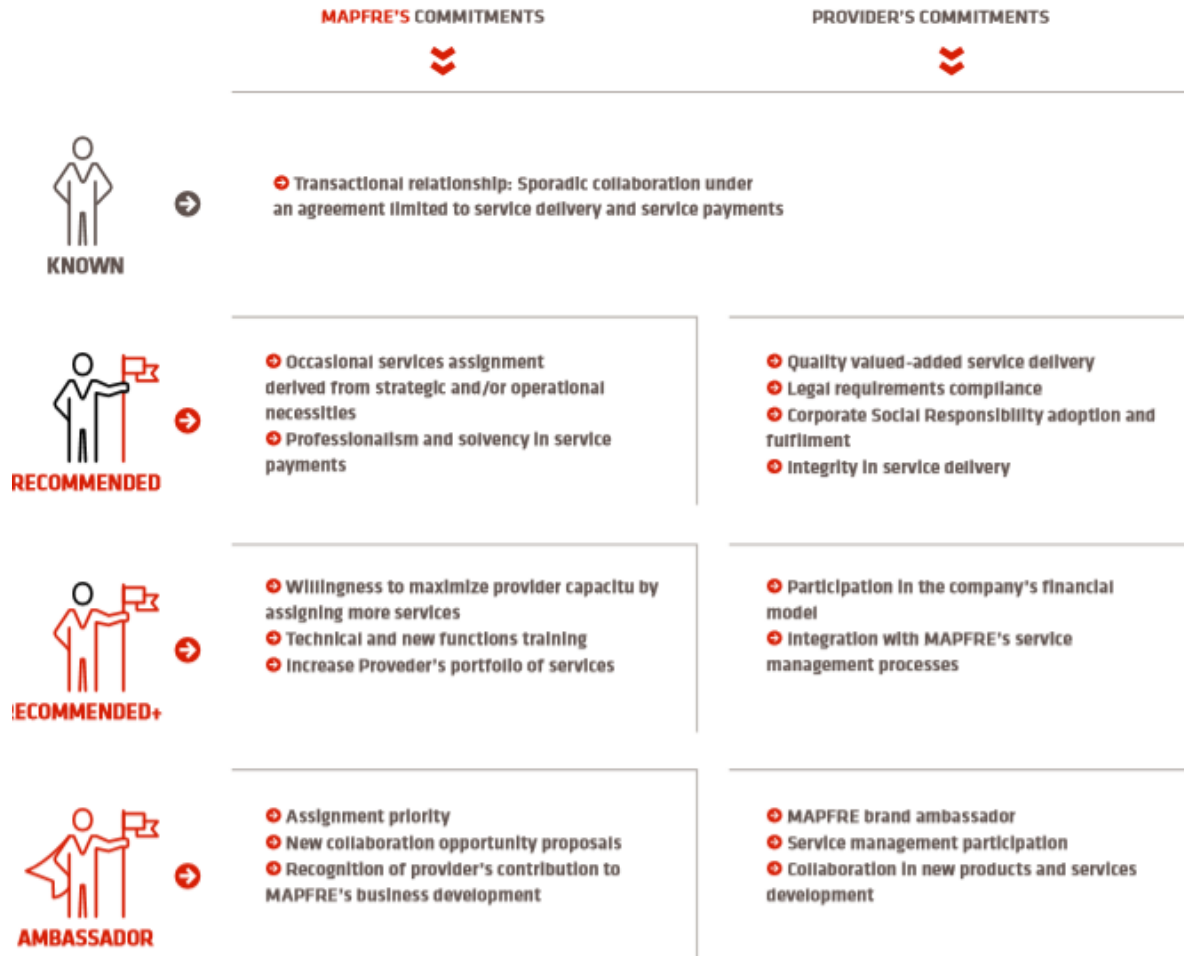 MAPFRE'S COMMITMENTS
PROVIDER'S COMMITMENTS
KNOWN
Transactional relationship: Sporadic collaboration under
an agreement limited to service delivery and service payments
RECOMMENDED
Occasional services assignment
derived from strategic and/or operational
necessities
Professionalism and solvency in service
payments
Quality valued-added service delivery
Legal requirements compliance
Corporate Social Responsibility adoption and
fulfilment
Integrity in service delivery
ECOMMENDED+
Willingness to maximize provider capacitu by
assigning more services
Technical and new functions training
Increase Proveder's portfolio of services
Participation in the company's financial
model
Integration with MAPFRE's service
management processes
AMBASSADOR
Assignment priority
New collaboration opportunity proposals
Recognition of provider's contribution to
MAPFRE's business development
MAPFRE brand ambassador
Service management participation
Collaboration in new products and services
development